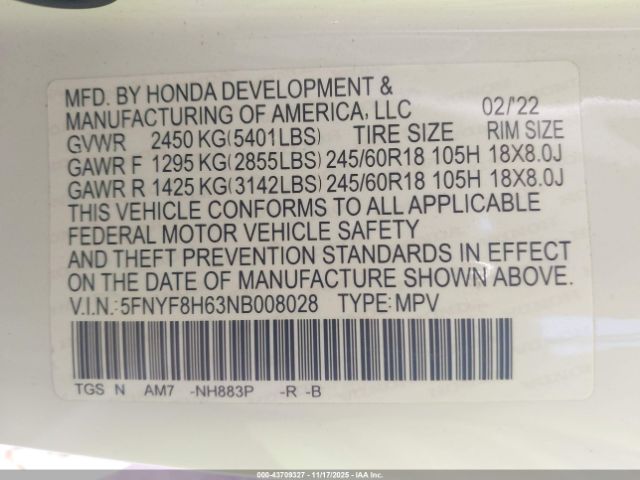 MFD. BY HONDA DEVELOPMENT &
MANUFACTURING OF AMERICA, LLC 02/'22
GVWR 2450 KG(5401LBS) TIRE SIZE RIM SIZE
GAWR F 1295 KG(2855LBS) 245/60R18 105H 18X8.0J
GAWR R 1425 KG(3142LBS) 245/60R18 105H 18X8.0J
THIS VEHICLE CONFORMS TO ALL APPLICABLE
FEDERAL MOTOR VEHICLE SAFETY
AND THEFT PREVENTION STANDARDS IN EFFECT
ON THE DATE OF MANUFACTURE SHOWN ABOVE.
V.I.N.:5FNYF8H63NB008028 TYPE:MPV
TGS N AM7 -NH883P -R -B
000-43709327 - 11/17/2025 - IAA Inc.